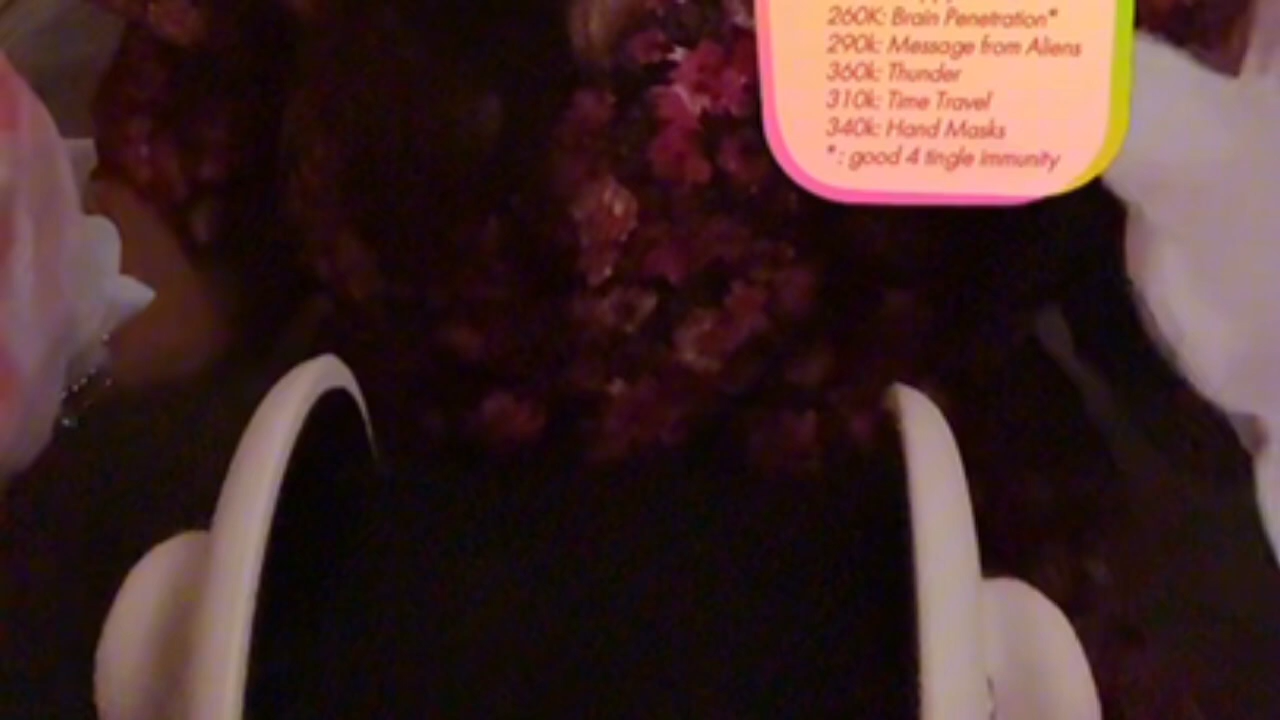 260K: Brain Penetration*
290k: Message from Aliens
360k: Thunder
310k: Time Travel
340k: Hand Masks
*: good 4 tingle immunity